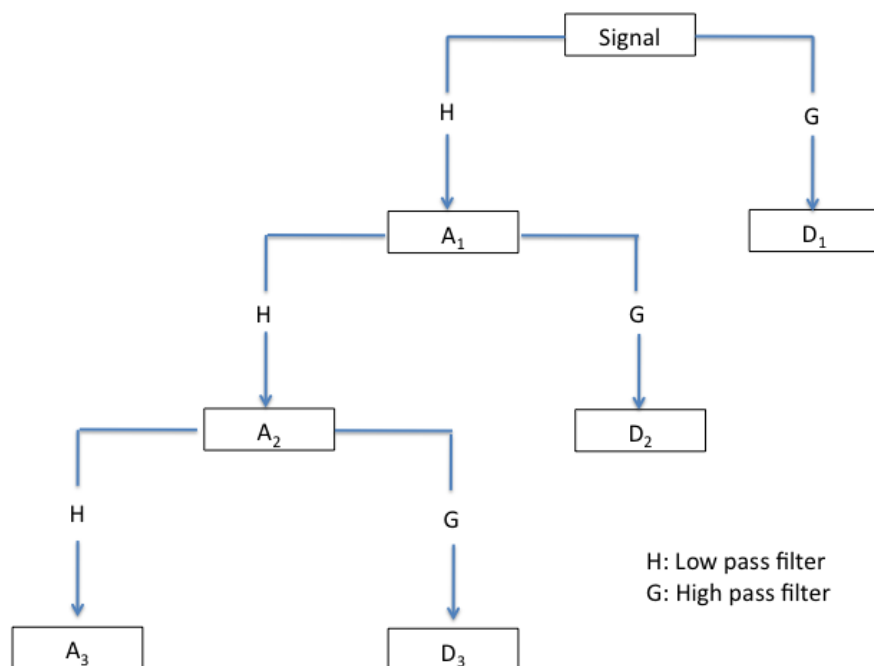 Signal
H
G
A₁
D₁
H
G
A₂
D₂
H
G
H: Low pass filter
G: High pass filter
A₃
D₃